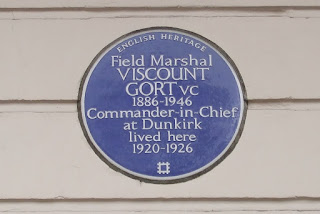 ENGLISH HERITAGE
Field Marshal
VISCOUNT
GORT VC
1886-1946
Commander-in-Chief
at Dunkirk
lived here
1920-1926